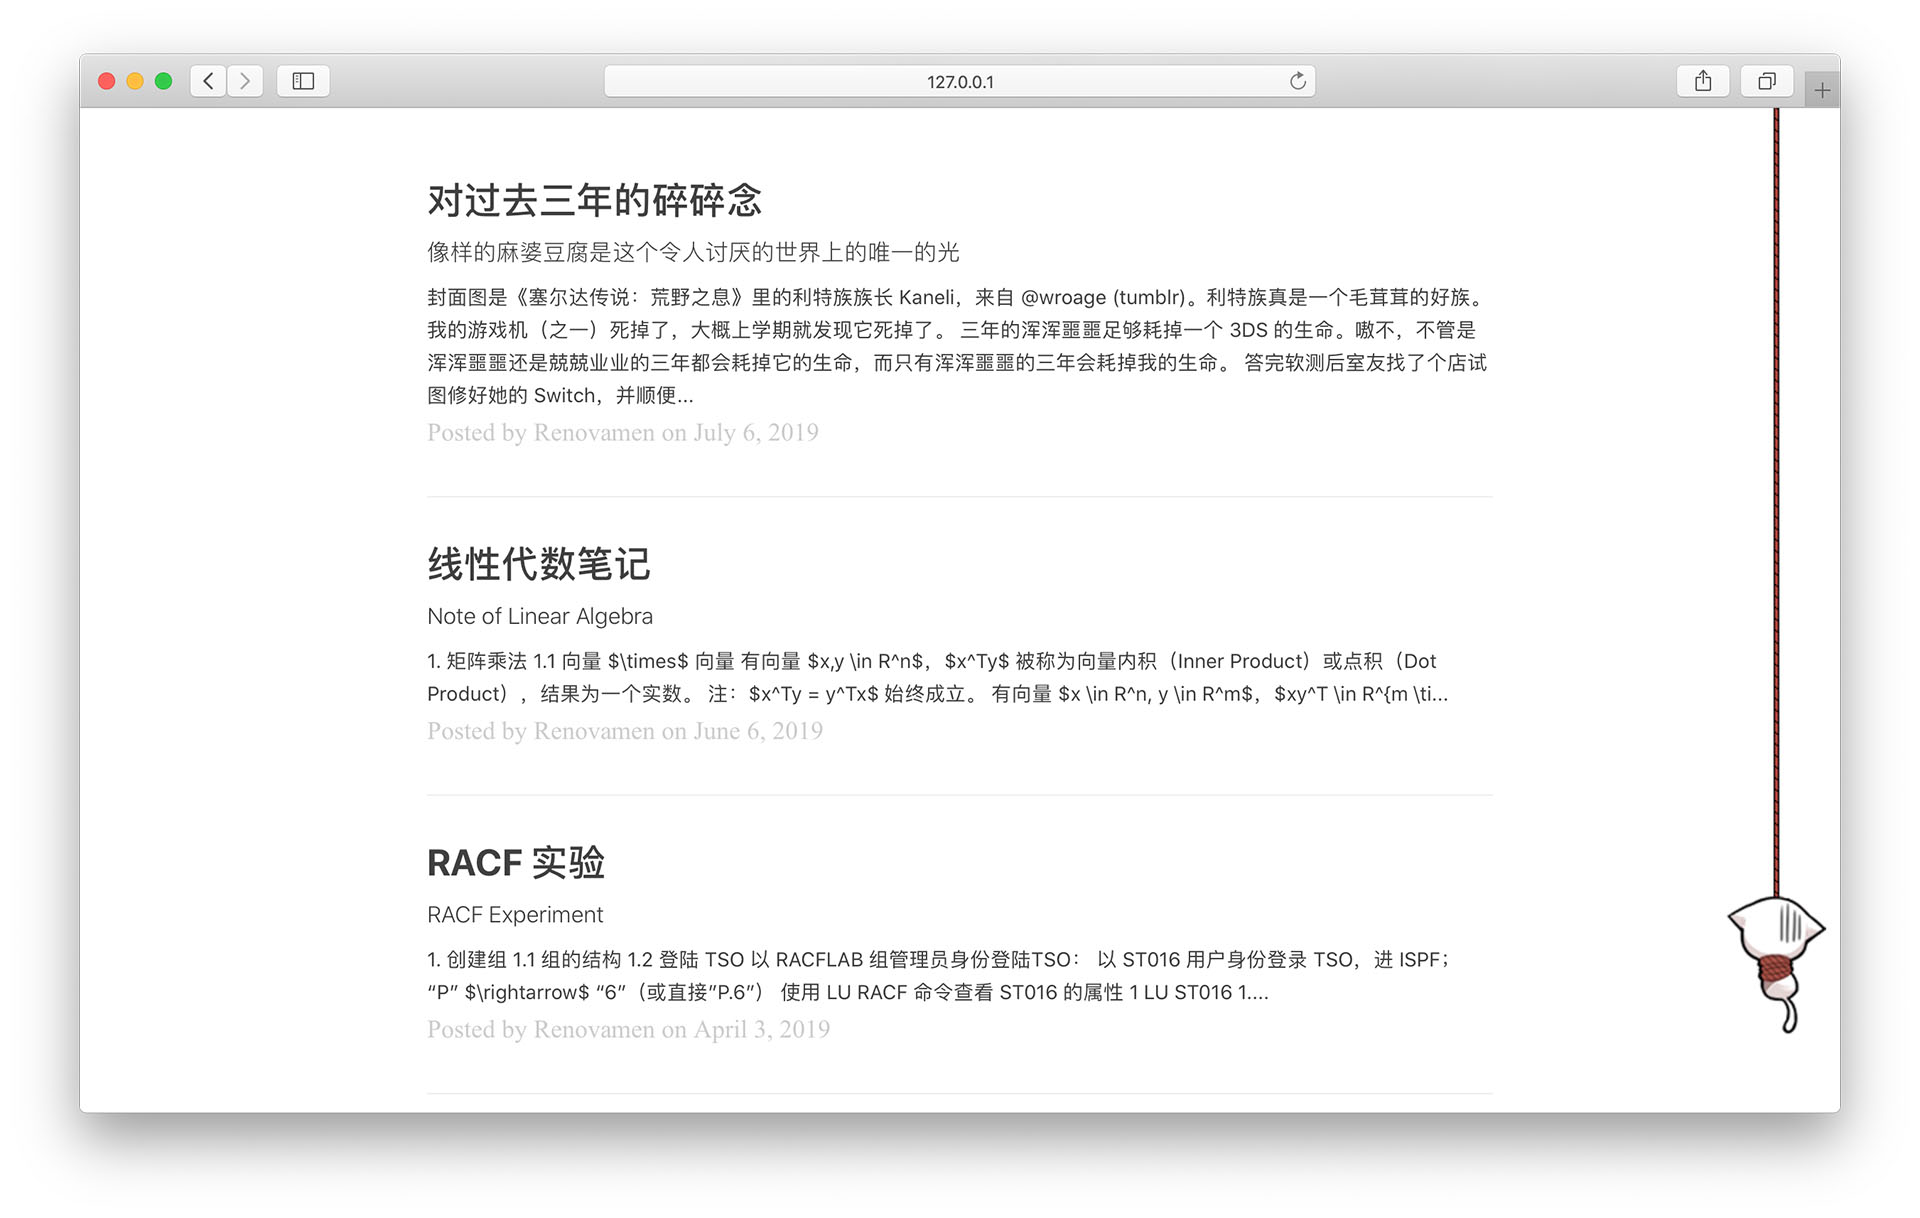 127.0.0.1
对过去三年的碎碎念
像样的麻婆豆腐是这个令人讨厌的世界上的唯一的光
封面图是《塞尔达传说：荒野之息》里的利特族族长 Kaneli，来自 @wroage (tumblr)。利特族真是一个毛茸茸的好族。
我的游戏机（之一）死掉了，大概上学期就发现它死掉了。 三年的浑浑噩噩足够耗掉一个 3DS 的生命。嗷不，不管是
浑浑噩噩还是兢兢业业的三年都会耗掉它的生命，而只有浑浑噩噩的三年会耗掉我的生命。 答完软测后室友找了个店试
图修好她的 Switch，并顺便...
Posted by Renovamen on July 6, 2019
线性代数笔记
Note of Linear Algebra
1. 矩阵乘法 1.1 向量 $\times$ 向量 有向量 $x,y \in R^n$，$x^Ty$ 被称为向量内积（Inner Product）或点积（Dot
Product），结果为一个实数。 注：$x^Ty = y^Tx$ 始终成立。 有向量 $x \in R^n, y \in R^m$，$xy^T \in R^{m \ti...
Posted by Renovamen on June 6, 2019
RACF 实验
RACF Experiment
1. 创建组 1.1 组的结构 1.2 登陆 TSO 以 RACFLAB 组管理员身份登陆TSO： 以 ST016 用户身份登录 TSO，进 ISPF；
“P” $\rightarrow$ “6”（或直接”P.6”） 使用 LU RACF 命令查看 ST016 的属性 1 LU ST016 1....
Posted by Renovamen on April 3, 2019